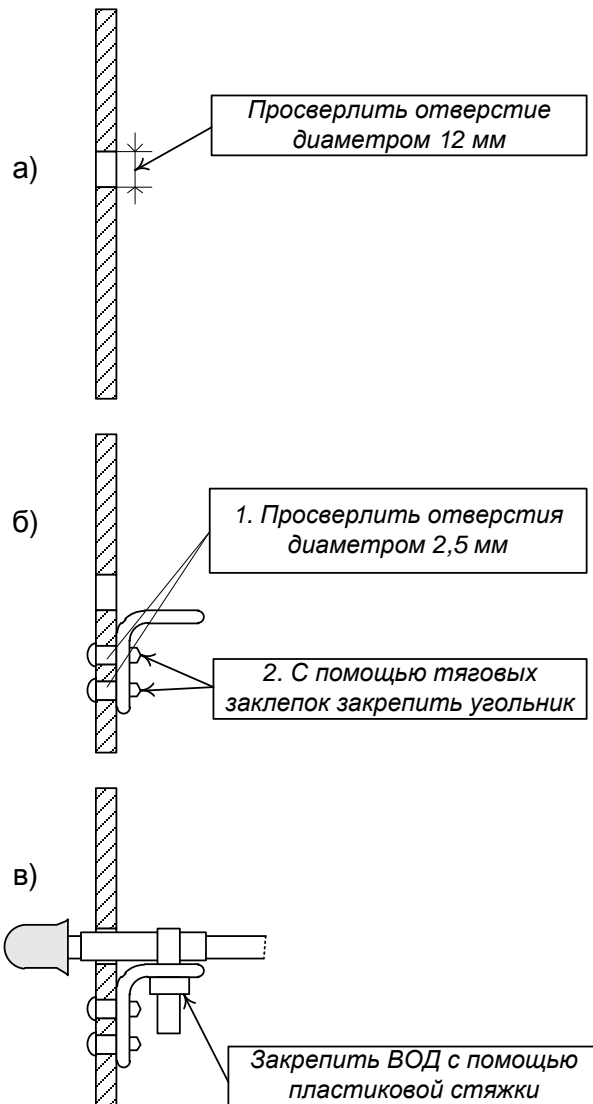 а)
Просверлить отверстие
диаметром 12 мм
б)
1. Просверлить отверстия
диаметром 2,5 мм
2. С помощью тяговых
заклепок закрепить угольник
в)
Закрепить ВОД с помощью
пластиковой стяжки